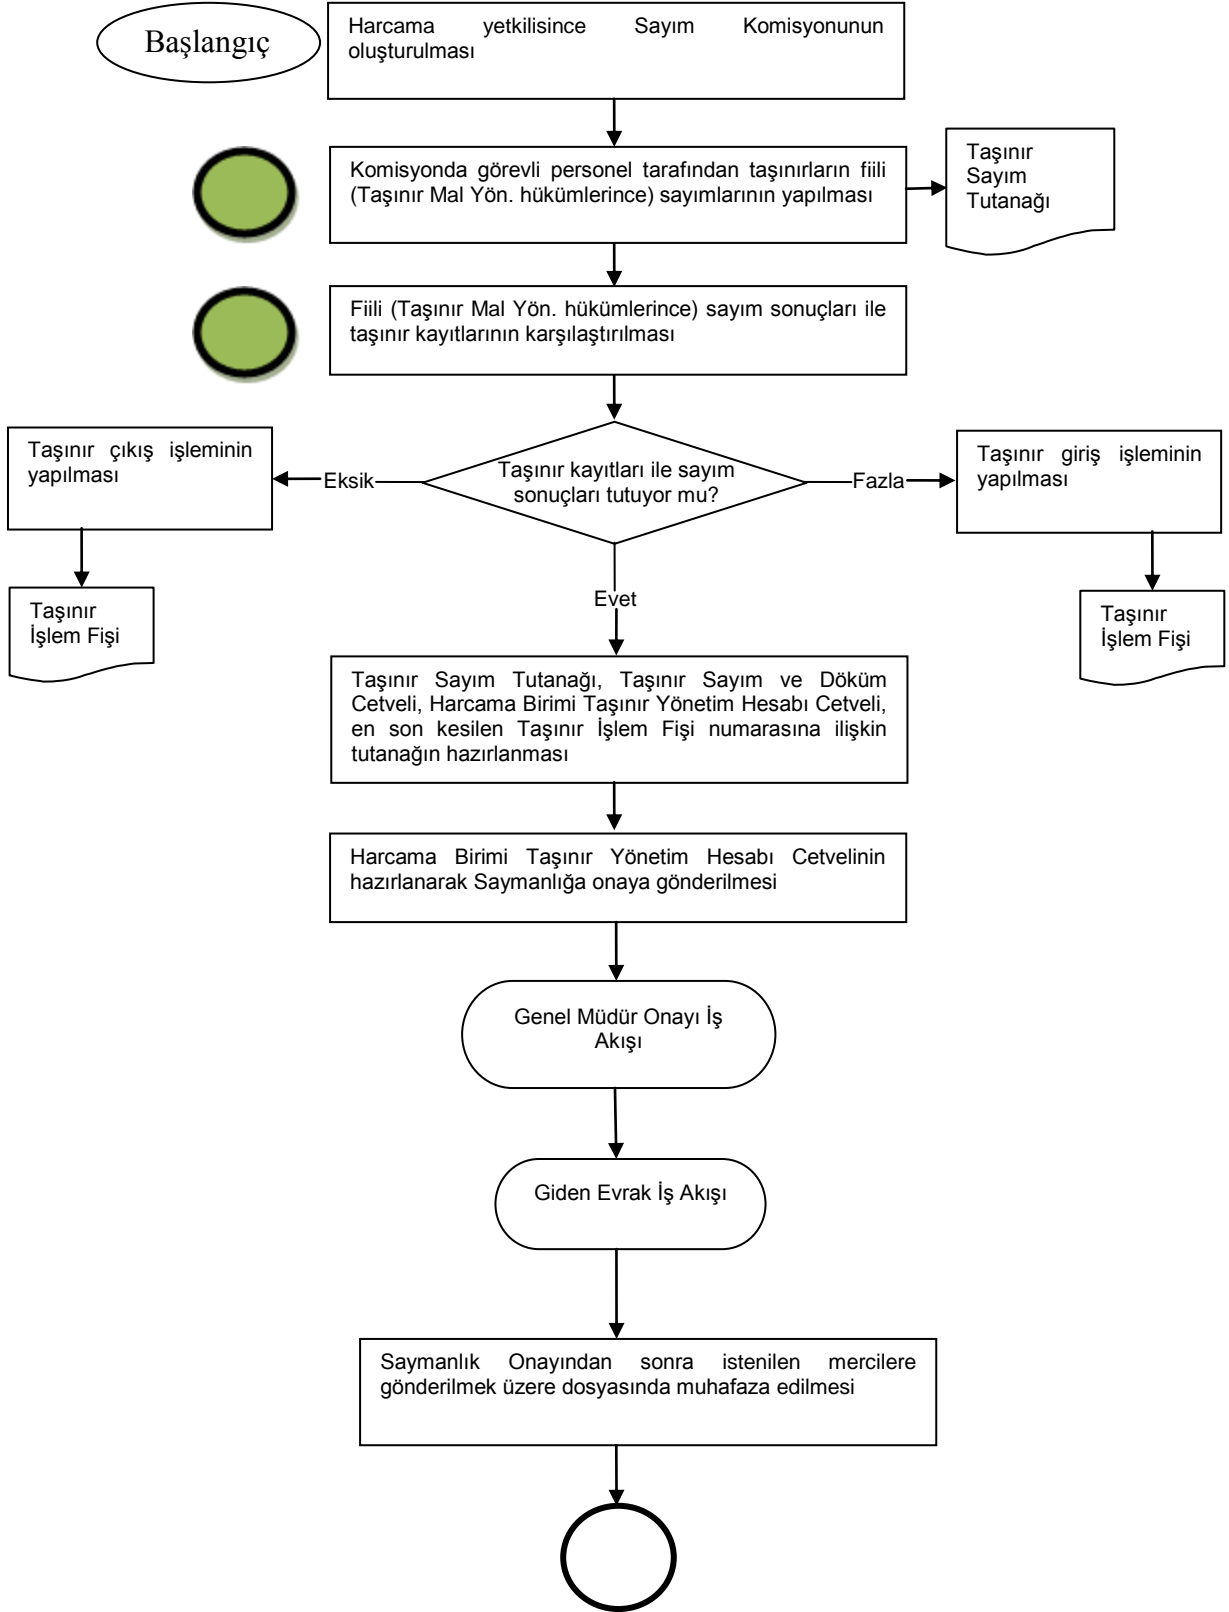 Başlangıç
Harcama yetkilisince Sayım Komisyonunun
oluşturulması
Komisyonda görevli personel tarafından taşınırların fiili
(Taşınır Mal Yön. hükümlerince) sayımlarının yapılması
Taşınır
Sayım
Tutanağı
Fiili (Taşınır Mal Yön. hükümlerince) sayım sonuçları ile
taşınır kayıtlarının karşılaştırılması
Taşınır çıkış işleminin
yapılması
Eksik
Taşınır kayıtları ile sayım
sonuçları tutuyor mu?
Fazla
Taşınır giriş işleminin
yapılması
Taşınır
İşlem Fişi
Evet
Taşınır
İşlem Fişi
Taşınır Sayım Tutanağı, Taşınır Sayım ve Döküm
Cetveli, Harcama Birimi Taşınır Yönetim Hesabı Cetveli,
en son kesilen Taşınır İşlem Fişi numarasına ilişkin
tutanağın hazırlanması
Harcama Birimi Taşınır Yönetim Hesabı Cetvelinin
hazırlanarak Saymanlığa onaya gönderilmesi
Genel Müdür Onayı İş
Akışı
Giden Evrak İş Akışı
Saymanlık Onayından sonra istenilen mercilere
gönderilmek üzere dosyasında muhafaza edilmesi